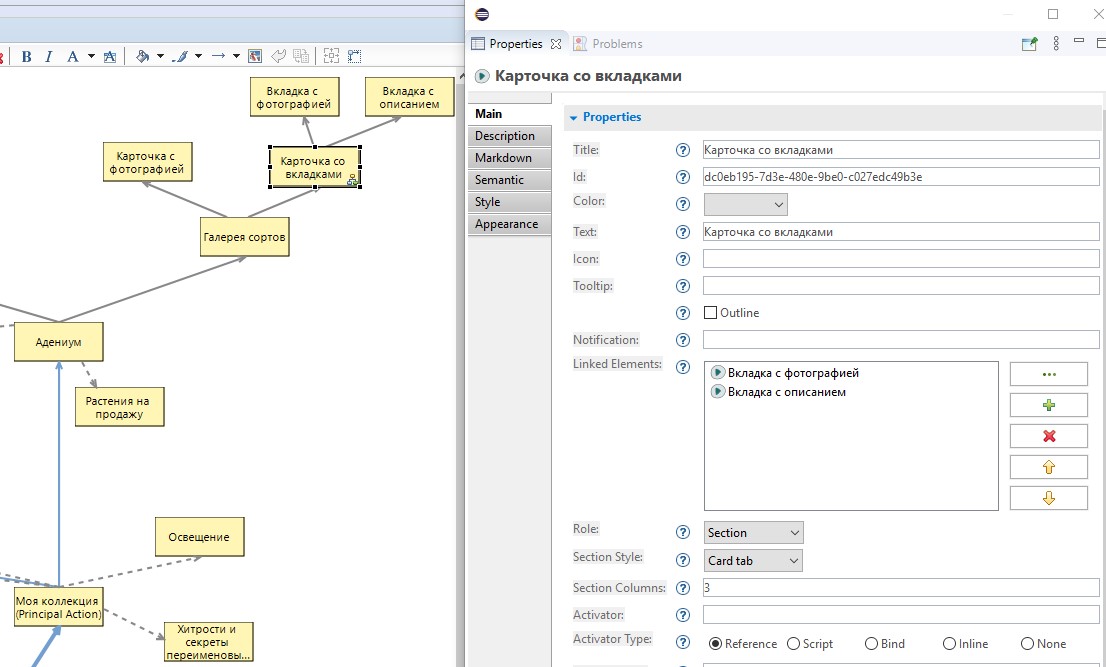 B I A A
Вкладка с
фотографией
Вкладка с
описанием
Карточка с
фотографией
Карточка со
вкладками
Галерея сортов
Адениум
Растения на
продажу
Освещение
Моя коллекция
(Principal Action)
Хитрости и
секреты
переименовы...
Properties Problems
Карточка со вкладками
Main
Description
Markdown
Semantic
Style
Appearance
Properties
Title: ? Карточка со вкладками
Id: ? dc0eb195-7d3e-480e-9be0-c027edc49b3e
Color: ?
Text: ? Карточка со вкладками
Icon: ?
Tooltip: ?
? Outline
Notification: ?
Linked Elements: ?
Вкладка с фотографией
Вкладка с описанием
Role: ? Section
Section Style: ? Card tab
Section Columns: ? 3
Activator: ?
Activator Type: ? Reference Script Bind Inline None